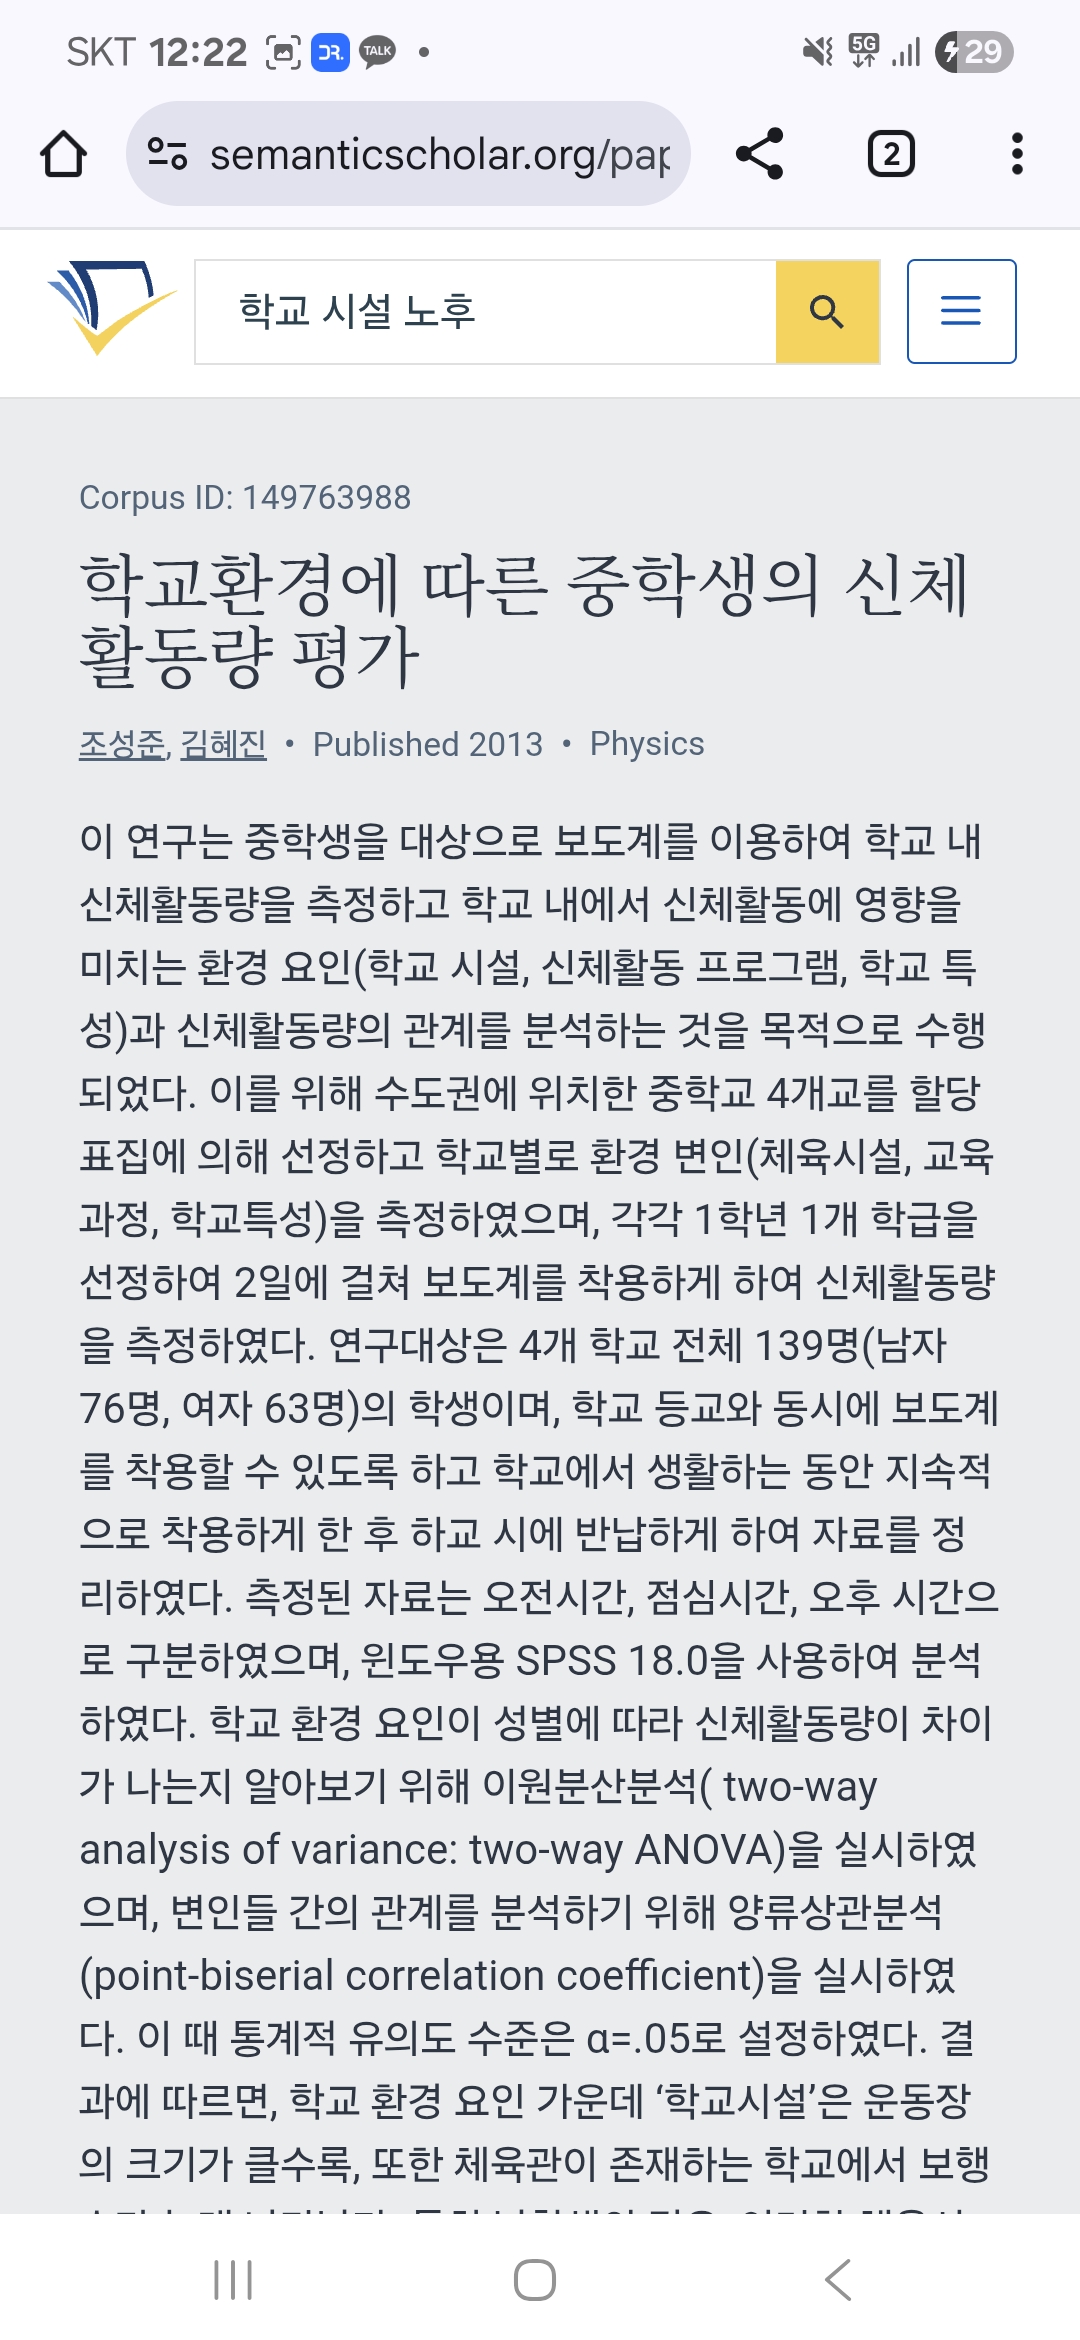 SKT 12:22 DR. TALK 5G 29
semanticscholar.org/pap 2
학교 시설 노후
Corpus ID: 149763988
학교환경에 따른 중학생의 신체
활동량 평가
조성준, 김혜진 • Published 2013 • Physics
이 연구는 중학생을 대상으로 보도계를 이용하여 학교 내
신체활동량을 측정하고 학교 내에서 신체활동에 영향을
미치는 환경 요인(학교 시설, 신체활동 프로그램, 학교 특
성)과 신체활동량의 관계를 분석하는 것을 목적으로 수행
되었다. 이를 위해 수도권에 위치한 중학교 4개교를 할당
표집에 의해 선정하고 학교별로 환경 변인(체육시설, 교육
과정, 학교특성)을 측정하였으며, 각각 1학년 1개 학급을
선정하여 2일에 걸쳐 보도계를 착용하게 하여 신체활동량
을 측정하였다. 연구대상은 4개 학교 전체 139명(남자
76명, 여자 63명)의 학생이며, 학교 등교와 동시에 보도계
를 착용할 수 있도록 하고 학교에서 생활하는 동안 지속적
으로 착용하게 한 후 하교 시에 반납하게 하여 자료를 정
리하였다. 측정된 자료는 오전시간, 점심시간, 오후 시간으
로 구분하였으며, 윈도우용 SPSS 18.0을 사용하여 분석
하였다. 학교 환경 요인이 성별에 따라 신체활동량이 차이
가 나는지 알아보기 위해 이원분산분석( two-way
analysis of variance: two-way ANOVA)을 실시하였
으며, 변인들 간의 관계를 분석하기 위해 양류상관분석
(point-biserial correlation coefficient)을 실시하였
다. 이 때 통계적 유의도 수준은 α=.05로 설정하였다. 결
과에 따르면, 학교 환경 요인 가운데 ‘학교시설’은 운동장
의 크기가 클수록, 또한 체육관이 존재하는 학교에서 보행